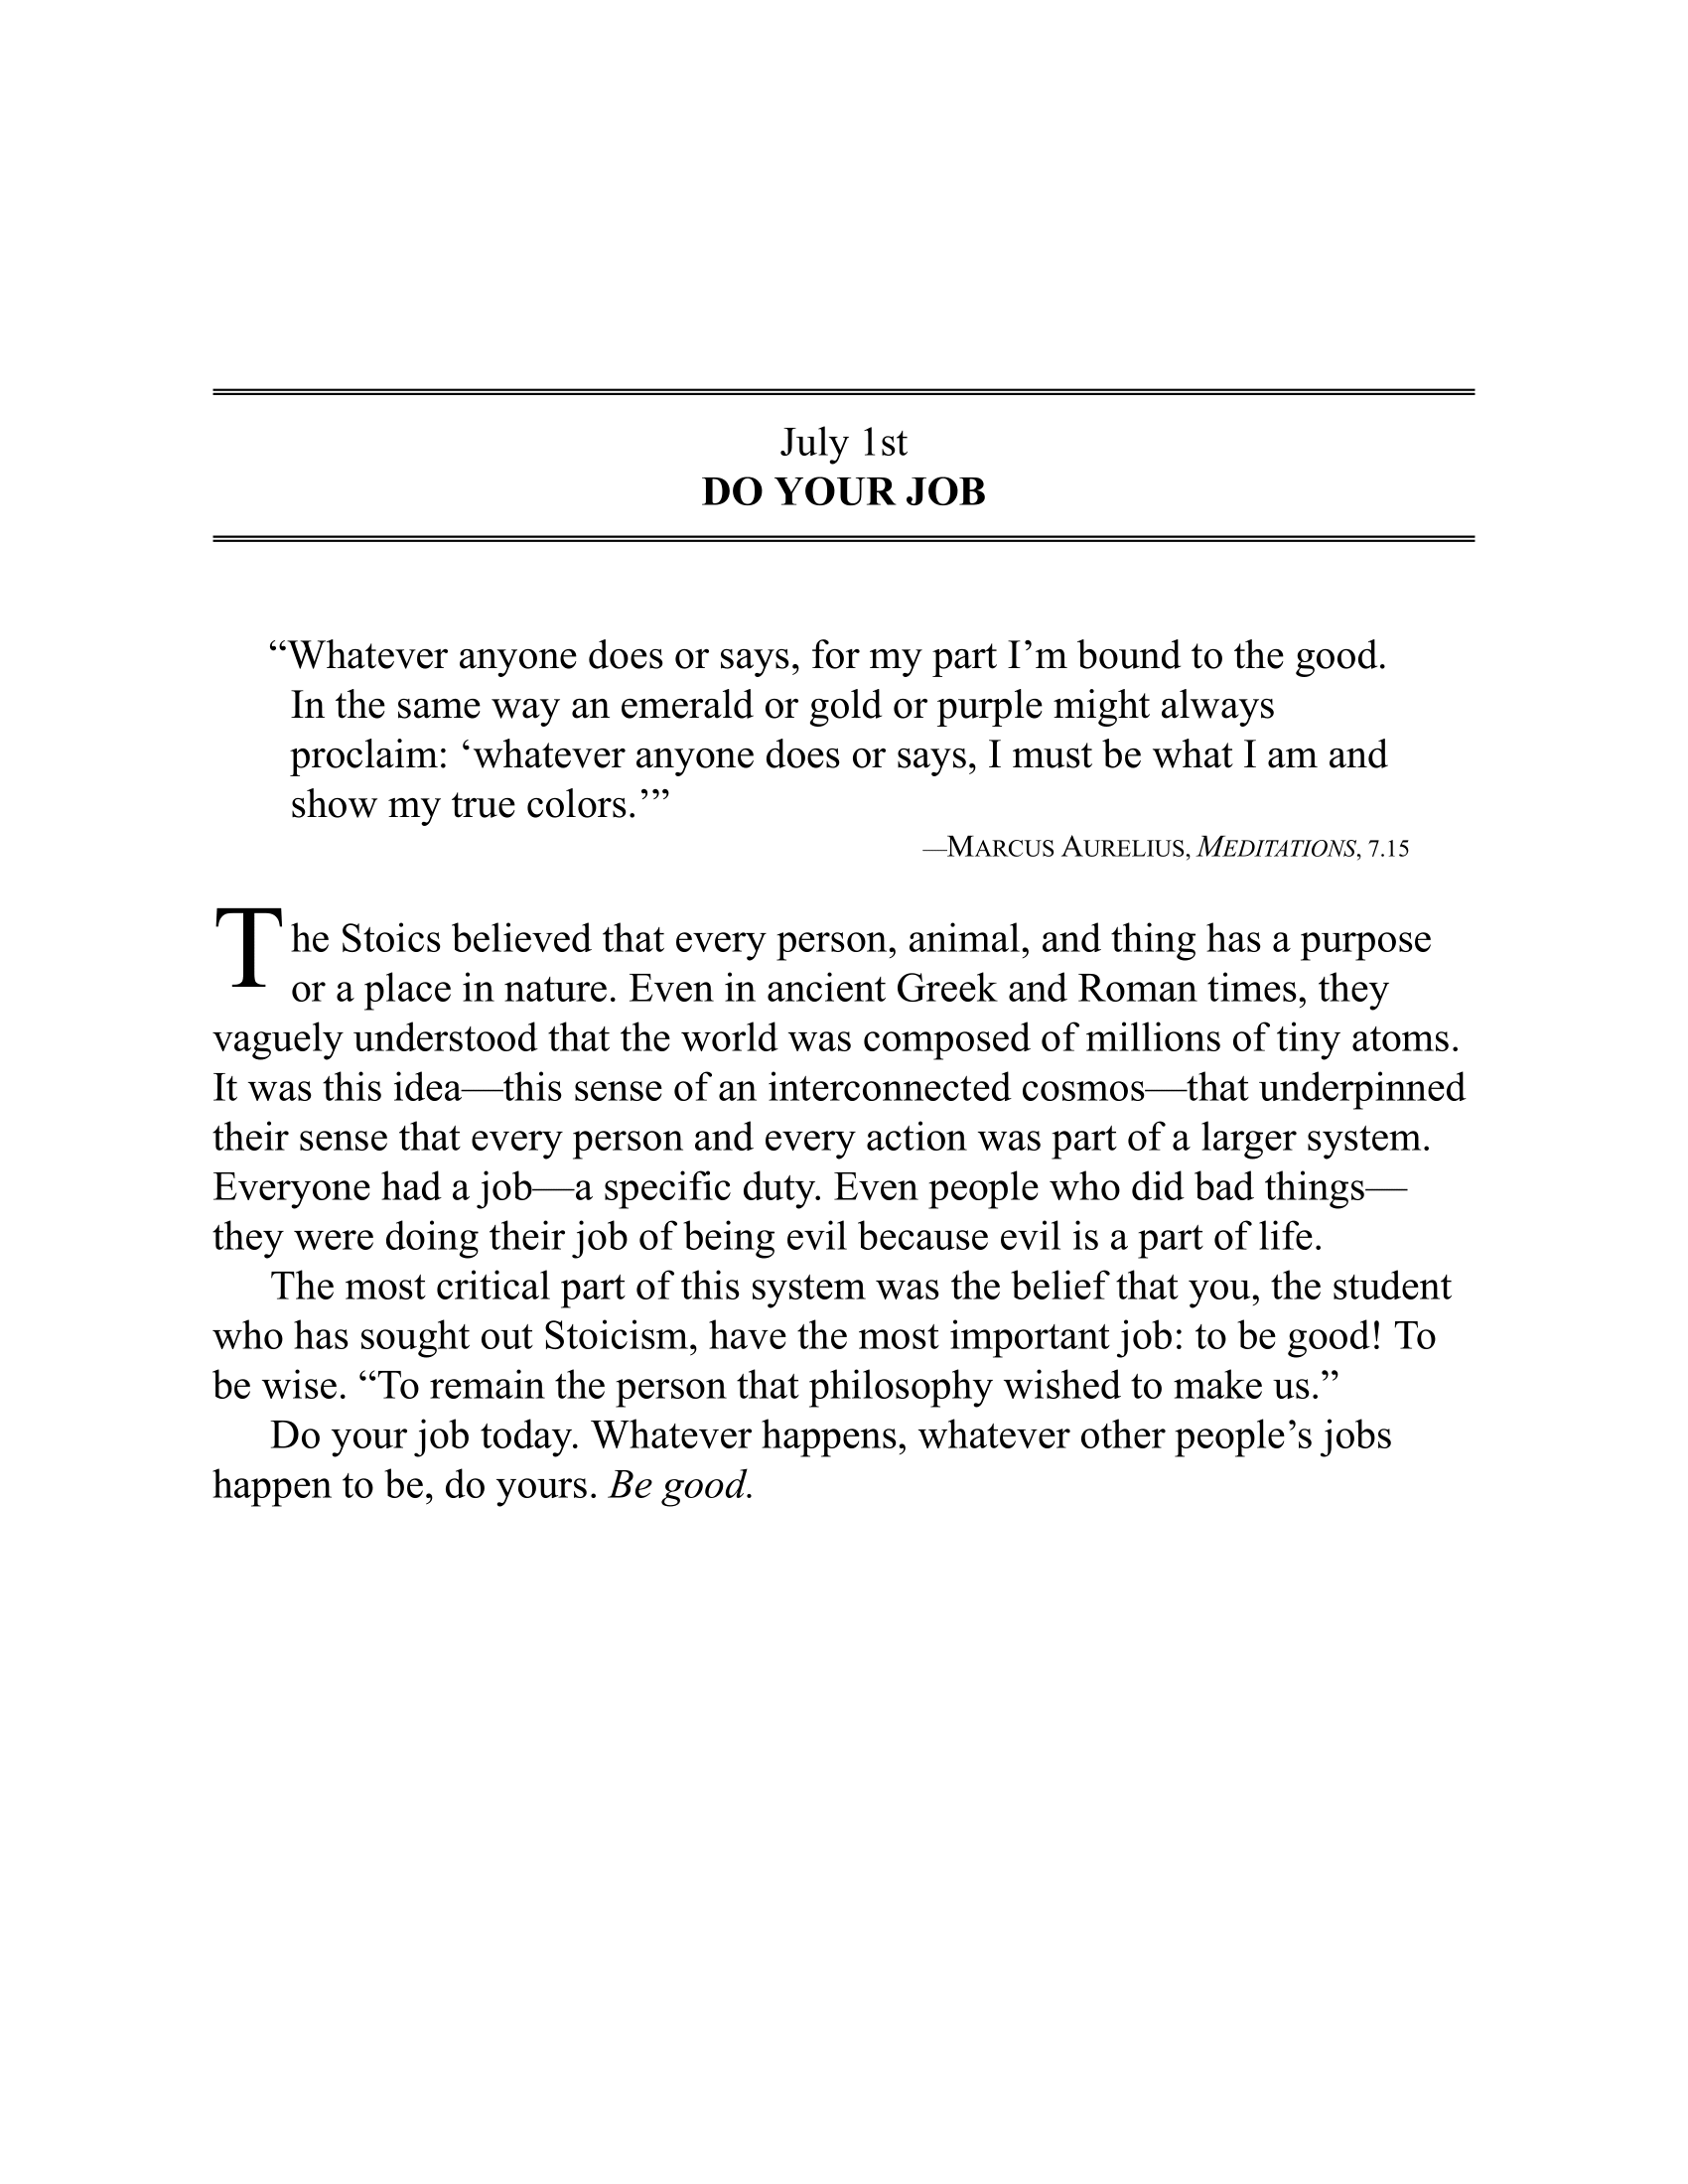 July 1st
DO YOUR JOB
“Whatever anyone does or says, for my part I’m bound to the good.
In the same way an emerald or gold or purple might always
proclaim: ‘whatever anyone does or says, I must be what I am and
show my true colors.’”
—MARCUS AURELIUS, MEDITATIONS, 7.15
The Stoics believed that every person, animal, and thing has a purpose
or a place in nature. Even in ancient Greek and Roman times, they
vaguely understood that the world was composed of millions of tiny atoms.
It was this idea—this sense of an interconnected cosmos—that underpinned
their sense that every person and every action was part of a larger system.
Everyone had a job—a specific duty. Even people who did bad things—
they were doing their job of being evil because evil is a part of life.
The most critical part of this system was the belief that you, the student
who has sought out Stoicism, have the most important job: to be good! To
be wise. “To remain the person that philosophy wished to make us.”
Do your job today. Whatever happens, whatever other people’s jobs
happen to be, do yours. Be good.